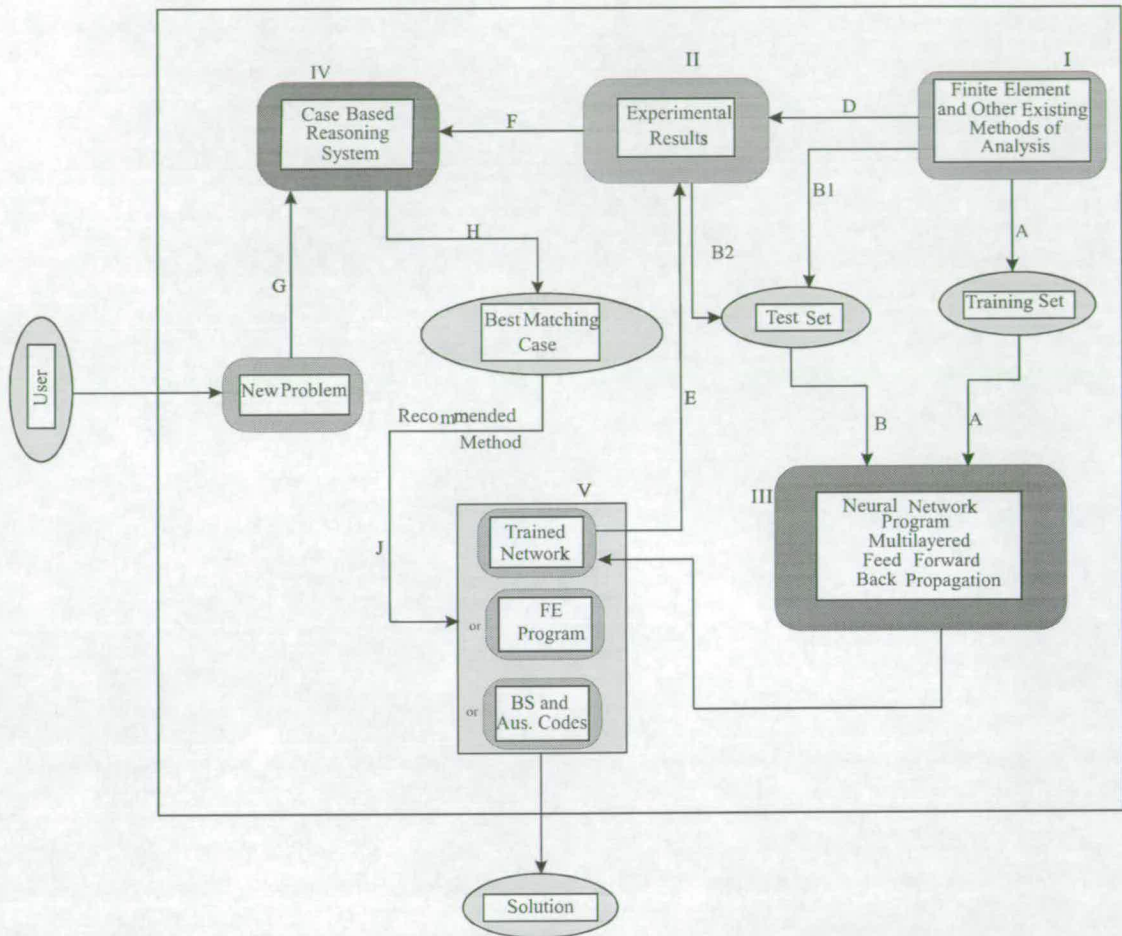 IV
II
I
Case Based
Reasoning
System
F
Experimental
Results
D
Finite Element
and Other Existing
Methods of
Analysis
B1
H
A
B2
G
Best Matching
Case
Test Set
Training Set
User
New Problem
E
Recommended
Method
B
A
V
III
Neural Network
Program
Multilayered
Feed Forward
Back Propagation
J
Trained
Network
or
FE
Program
or
BS and
Aus. Codes
Solution